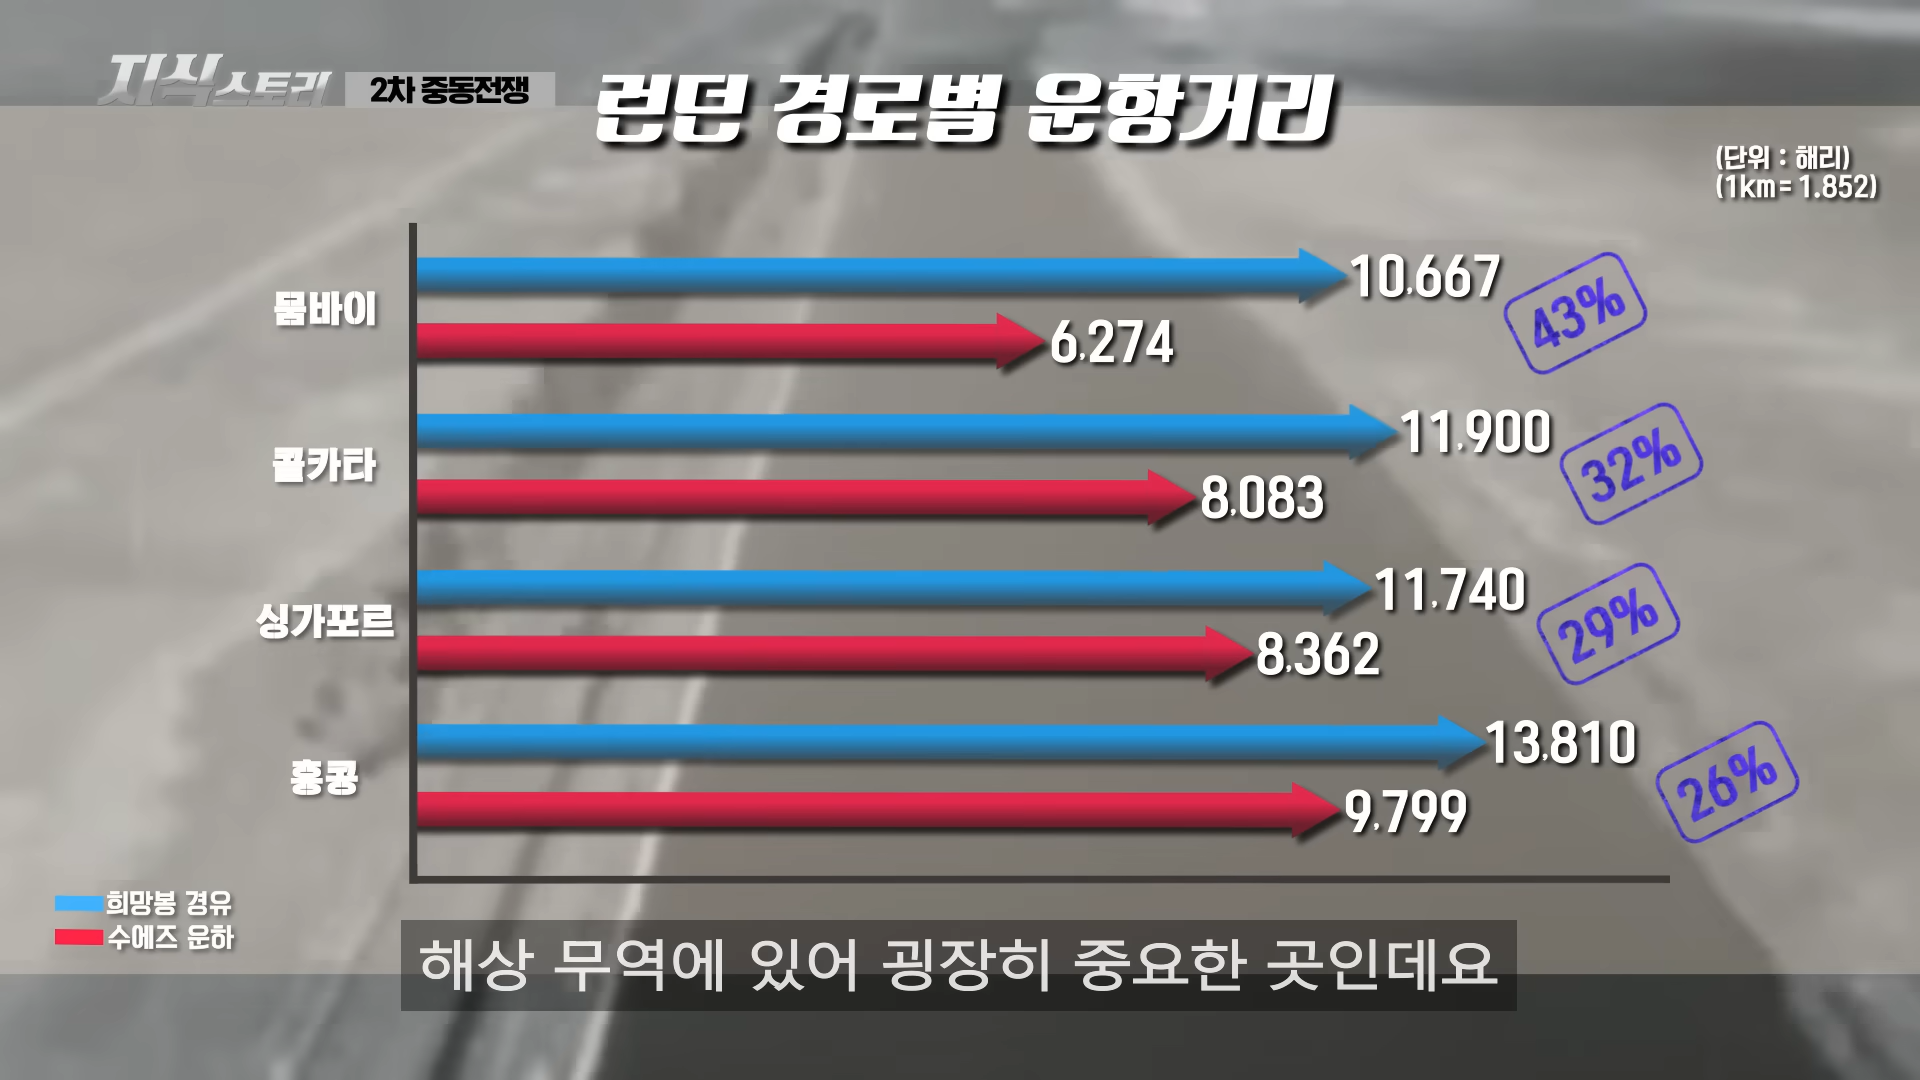 지식스토리 2차 중동전쟁
런던 경로별 운항거리
(단위 : 해리)
(1km = 1.852)
뭄바이
10,667
6,274
43%
콜카타
11,900
8,083
32%
싱가포르
11,740
8,362
29%
홍콩
13,810
9,799
26%
희망봉 경유
수에즈 운하
해상 무역에 있어 굉장히 중요한 곳인데요